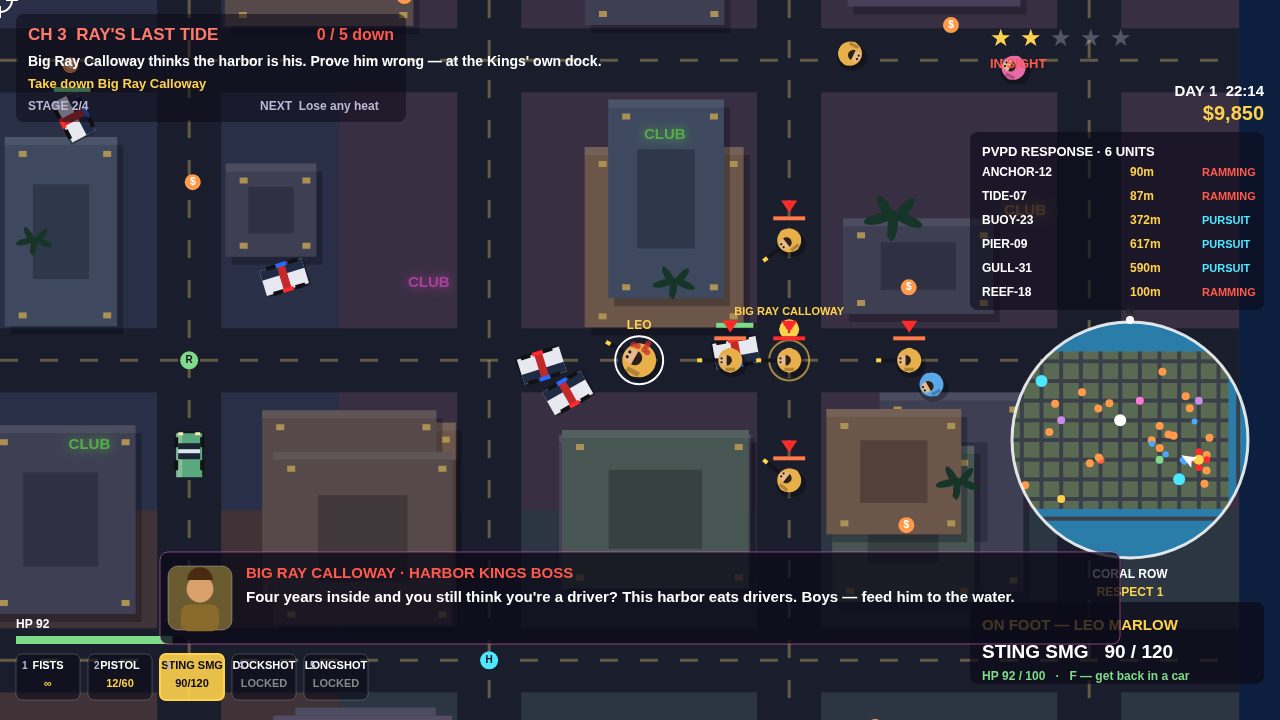 CH 3 RAY'S LAST TIDE 0 / 5 down
Big Ray Calloway thinks the harbor is his. Prove him wrong — at the Kings' own dock.
Take down Big Ray Calloway
STAGE 2/4 NEXT Lose any heat
★ ★ ★ ★ ★
IN SIGHT
DAY 1 22:14
$9,850
PVPD RESPONSE · 6 UNITS
ANCHOR-12 90m RAMMING
TIDE-07 87m RAMMING
BUOY-23 372m PURSUIT
PIER-09 617m PURSUIT
GULL-31 590m PURSUIT
REEF-18 100m RAMMING
CLUB
CLUB
CLUB
CLUB
$
$
$
$
BIG RAY CALLOWAY
LEO
R
H
CORAL ROW
RESPECT 1
BIG RAY CALLOWAY · HARBOR KINGS BOSS
Four years inside and you still think you're a driver? This harbor eats drivers. Boys — feed him to the water.
HP 92
1 FISTS
∞
2 PISTOL
12/60
STING SMG
90/120
DOCKSHOT
LOCKED
LONGSHOT
LOCKED
ON FOOT — LEO MARLOW
STING SMG 90 / 120
HP 92 / 100 · F — get back in a car